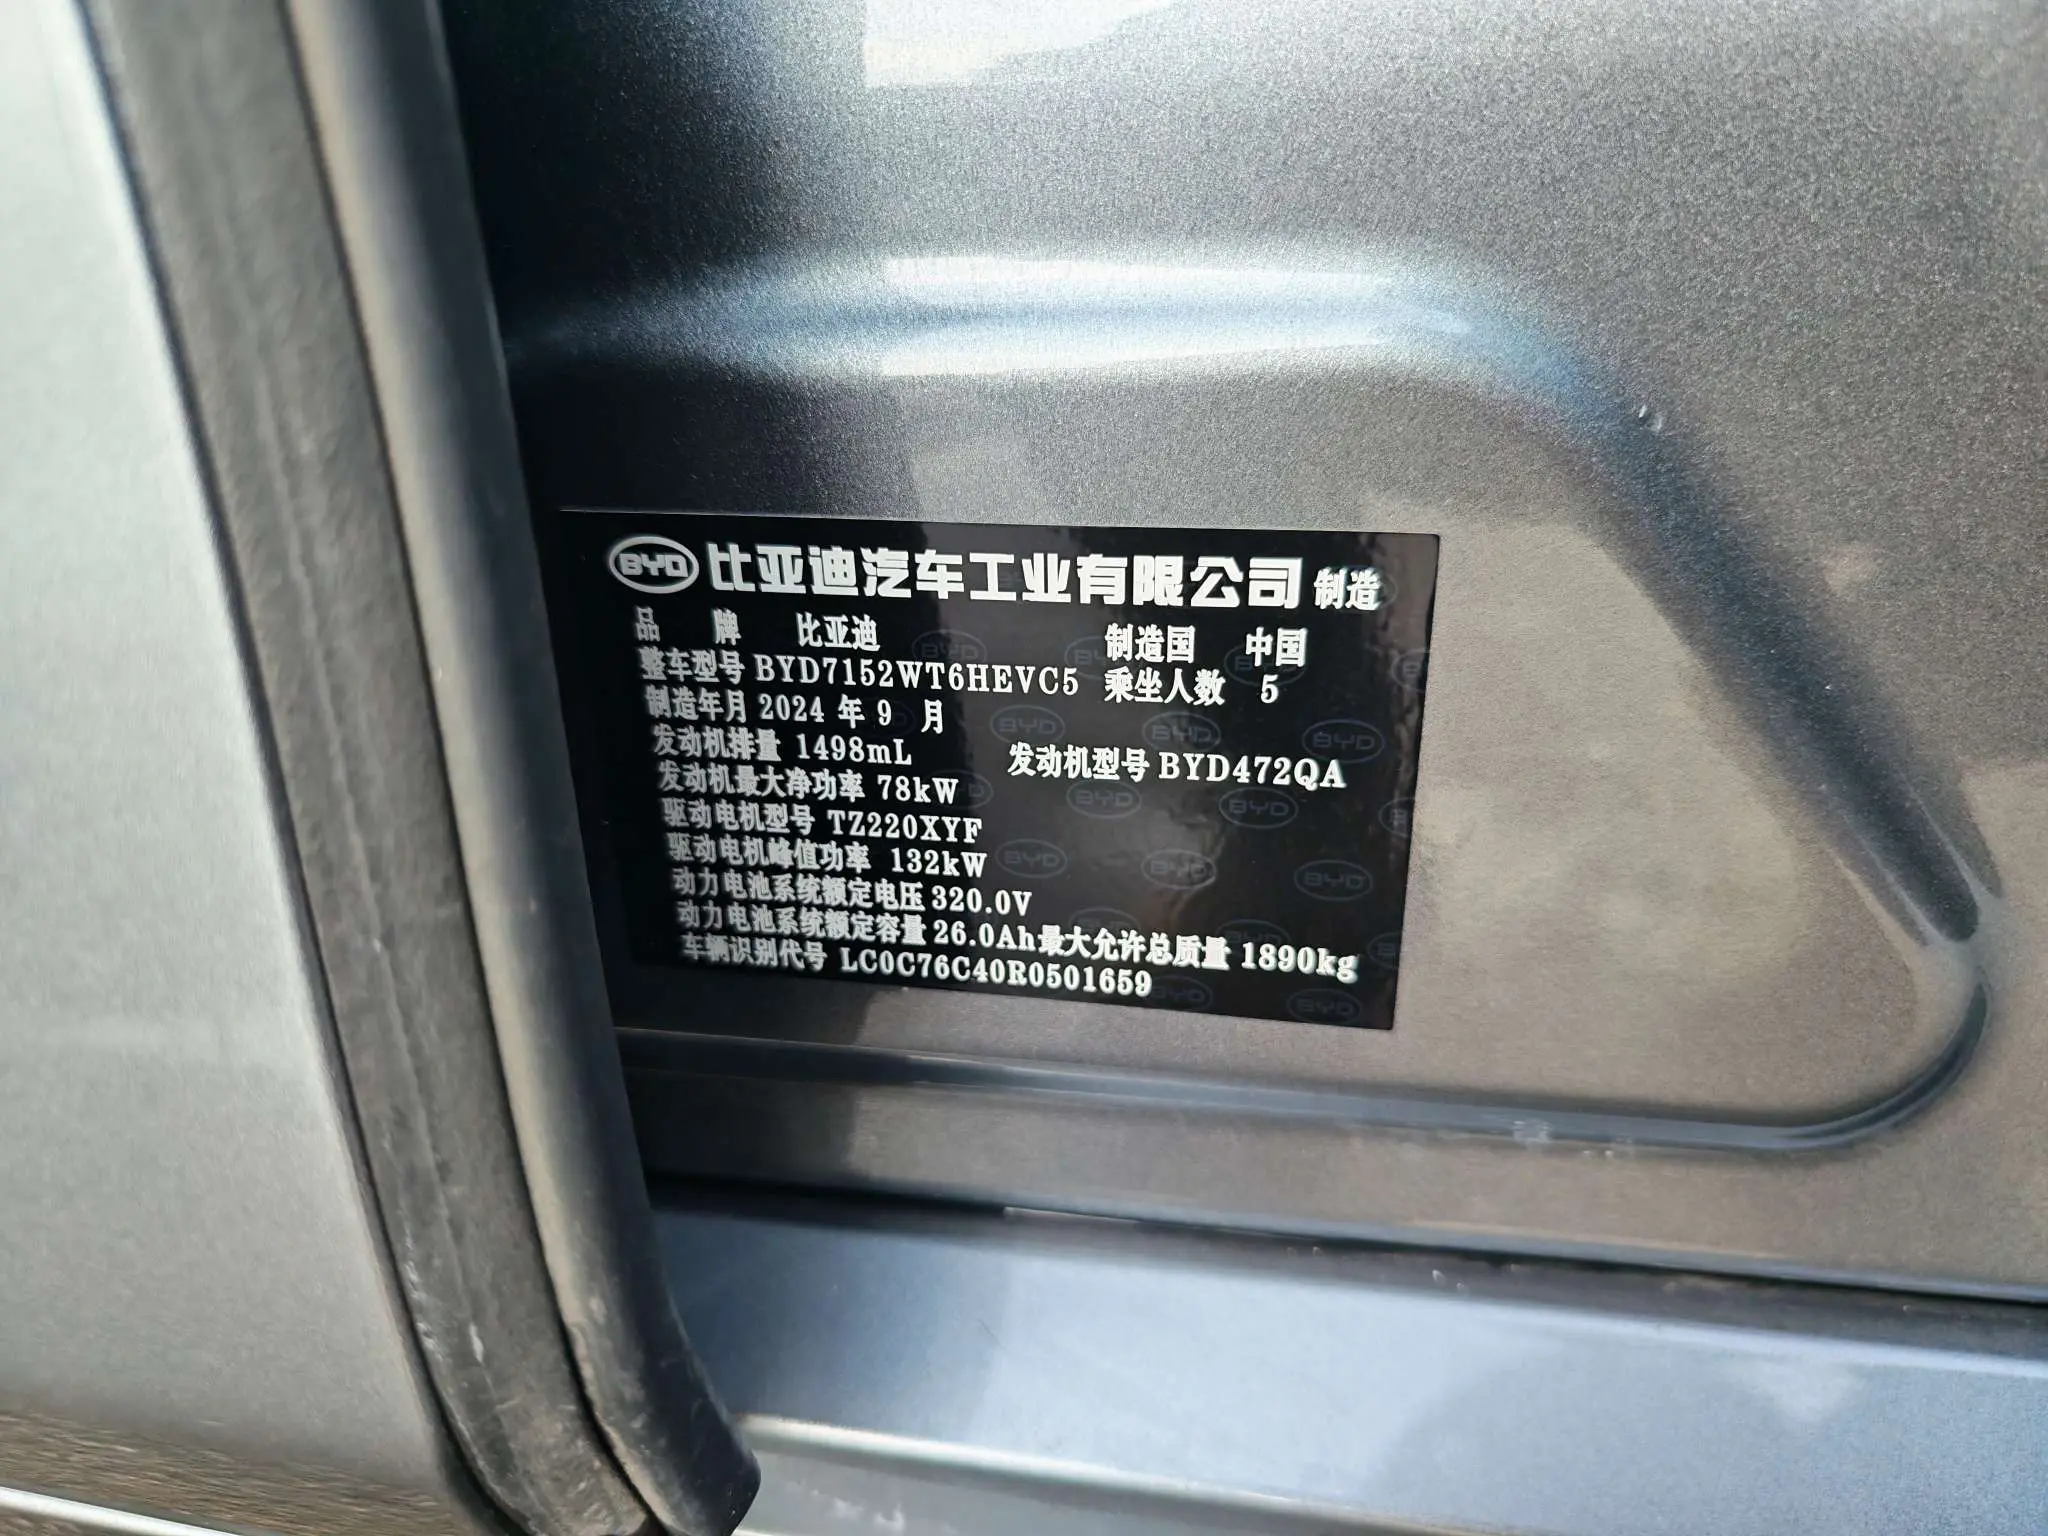 BYD 比亚迪汽车工业有限公司 制造
品 牌 比亚迪 制造国 中国
整车型号 BYD7152WT6HEVC5 乘坐人数 5
制造年月 2024 年 9 月
发动机排量 1498mL 发动机型号 BYD472QA
发动机最大净功率 78kW
驱动电机型号 TZ220XYF
驱动电机峰值功率 132kW
动力电池系统额定电压 320.0V
动力电池系统额定容量 26.0Ah 最大允许总质量 1890kg
车辆识别代号 LC0C76C40R0501659